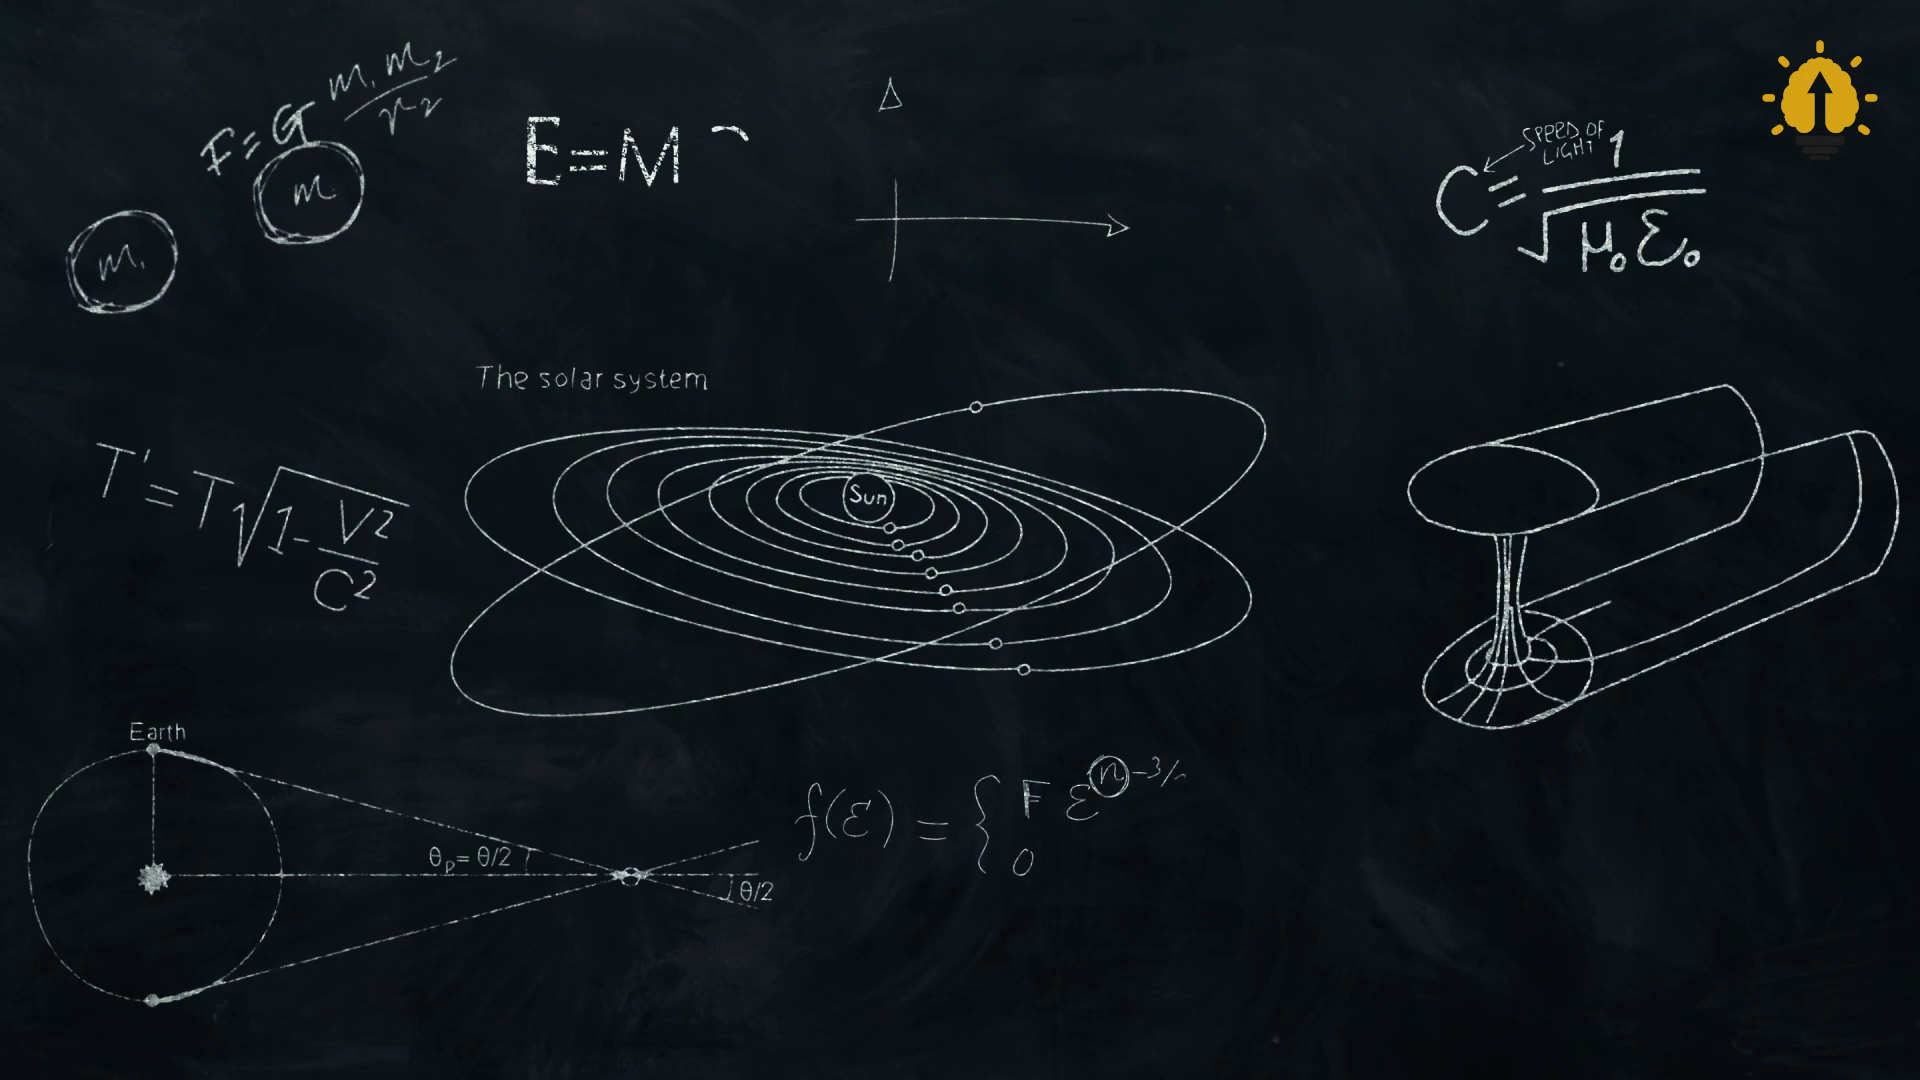 F=G m₁m₂/r²
m
m₁
E=M
SPEED OF
LIGHT
C=1/√μ₀ε₀
The solar system
Sun
T'=T√1-V²/C²
Earth
θp=θ/2
θ/2
f(ε) = { F ε^n-3/
0